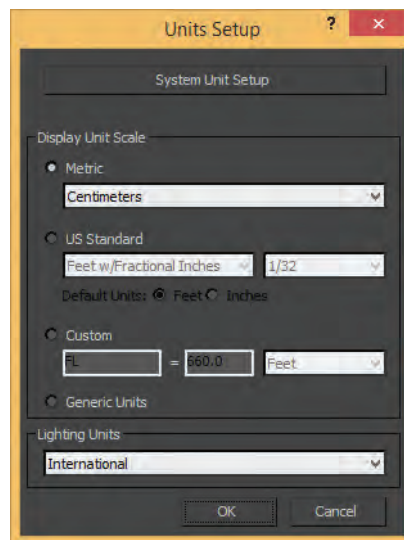 Units Setup ? ×
System Unit Setup
Display Unit Scale
Metric
Centimeters
US Standard
Feet w/Fractional Inches 1/32
Default Units: Feet Inches
Custom
FL = 660.0 Feet
Generic Units
Lighting Units
International
OK Cancel